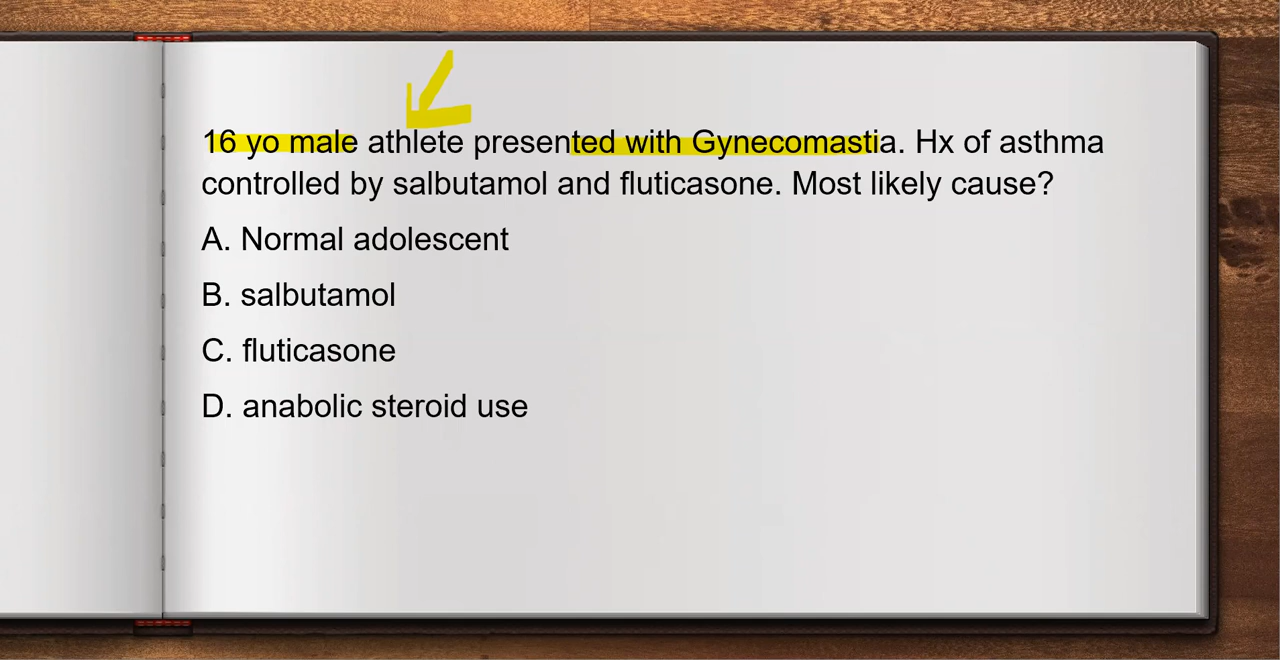 16 yo male athlete presented with Gynecomastia. Hx of asthma
controlled by salbutamol and fluticasone. Most likely cause?
A. Normal adolescent
B. salbutamol
C. fluticasone
D. anabolic steroid use